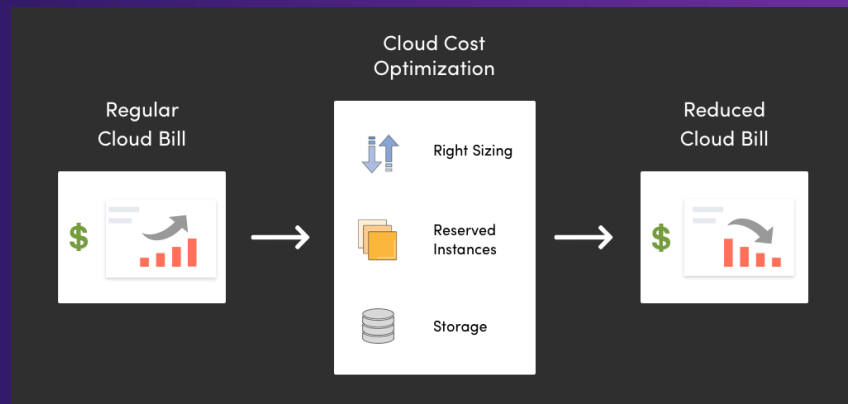 Cloud Cost
Optimization
Regular
Cloud Bill
$
Right Sizing
Reserved
Instances
Storage
Reduced
Cloud Bill
$